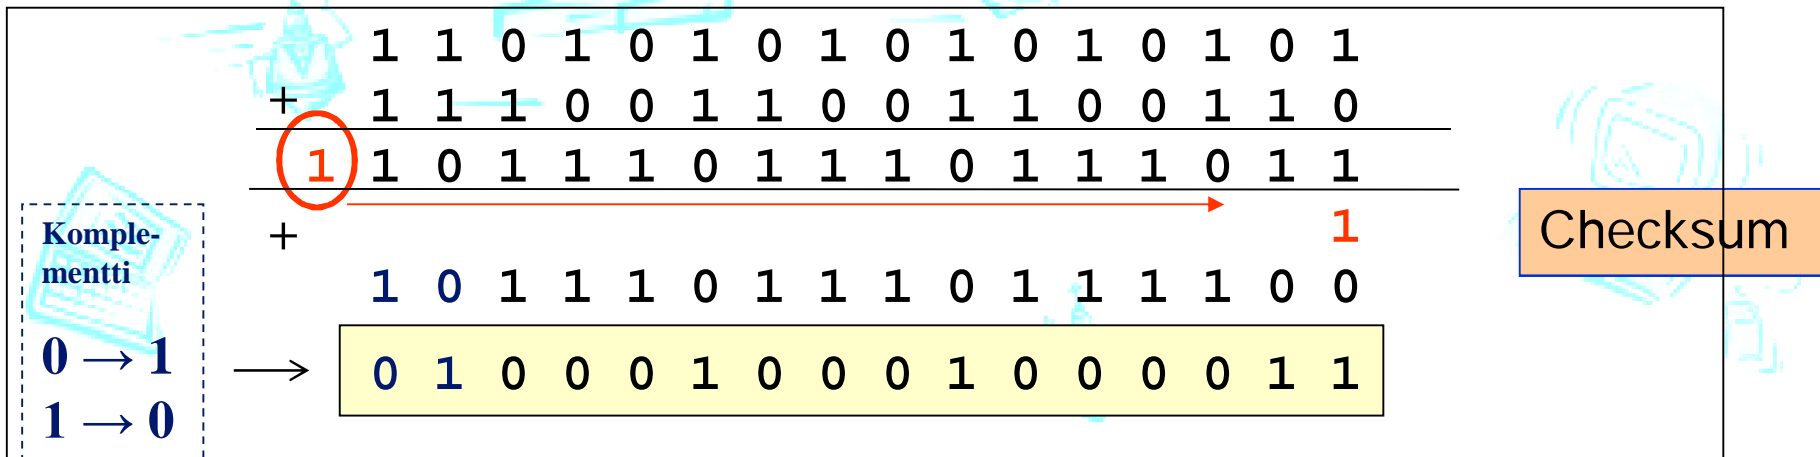 1 1 0 1 0 1 0 1 0 1 0 1 0 1 0 1
+ 1 1 1 0 0 1 1 0 0 1 1 0 0 1 1 0
1 1 0 1 1 1 0 1 1 1 0 1 1 1 0 1 1
+ 1
1 0 1 1 1 0 1 1 1 0 1 1 1 1 0 0
Komple-
mentti
0 → 1
1 → 0
→ 0 1 0 0 0 1 0 0 0 1 0 0 0 0 1 1
Checksum